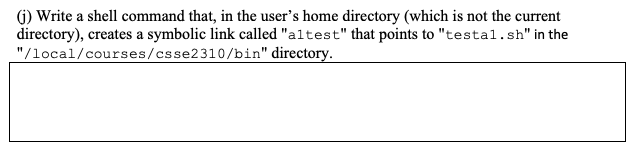 (j) Write a shell command that, in the user’s home directory (which is not the current
directory), creates a symbolic link called "a1test" that points to "testa1.sh" in the
"/local/courses/csse2310/bin" directory.